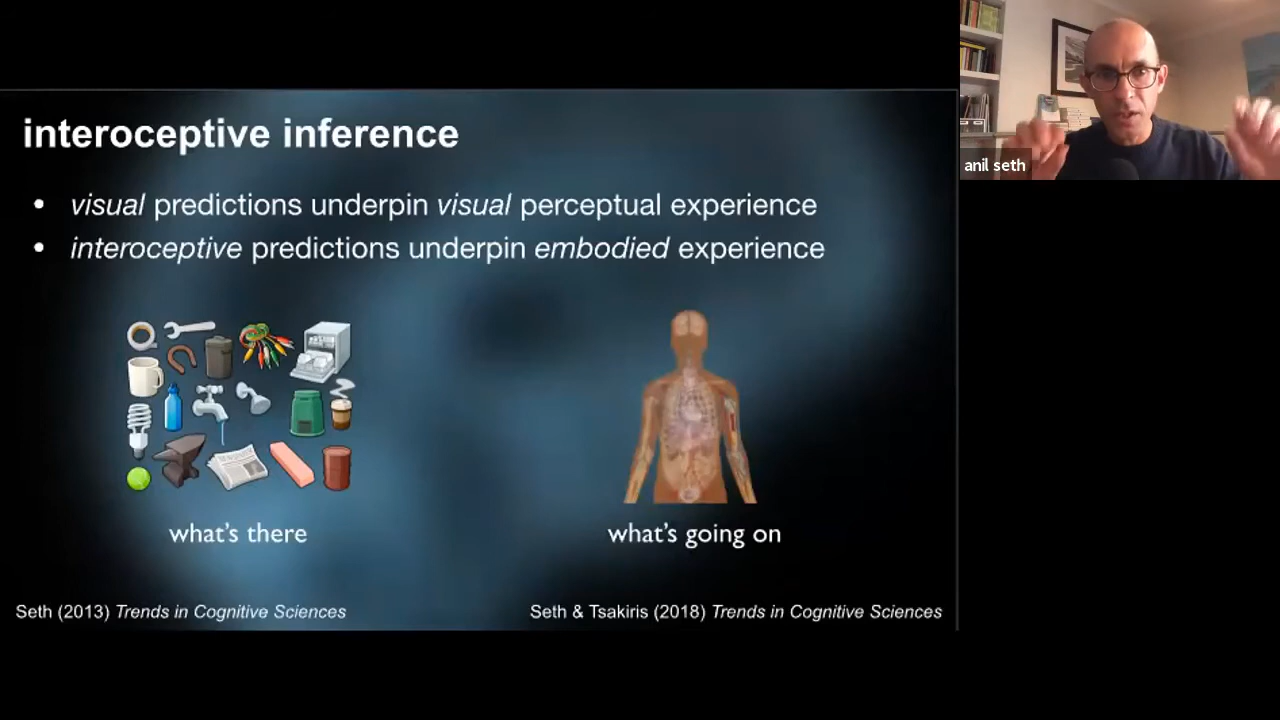 interoceptive inference
• visual predictions underpin visual perceptual experience
• interoceptive predictions underpin embodied experience
what's there
what's going on
Seth (2013) Trends in Cognitive Sciences
Seth & Tsakiris (2018) Trends in Cognitive Sciences
anil seth